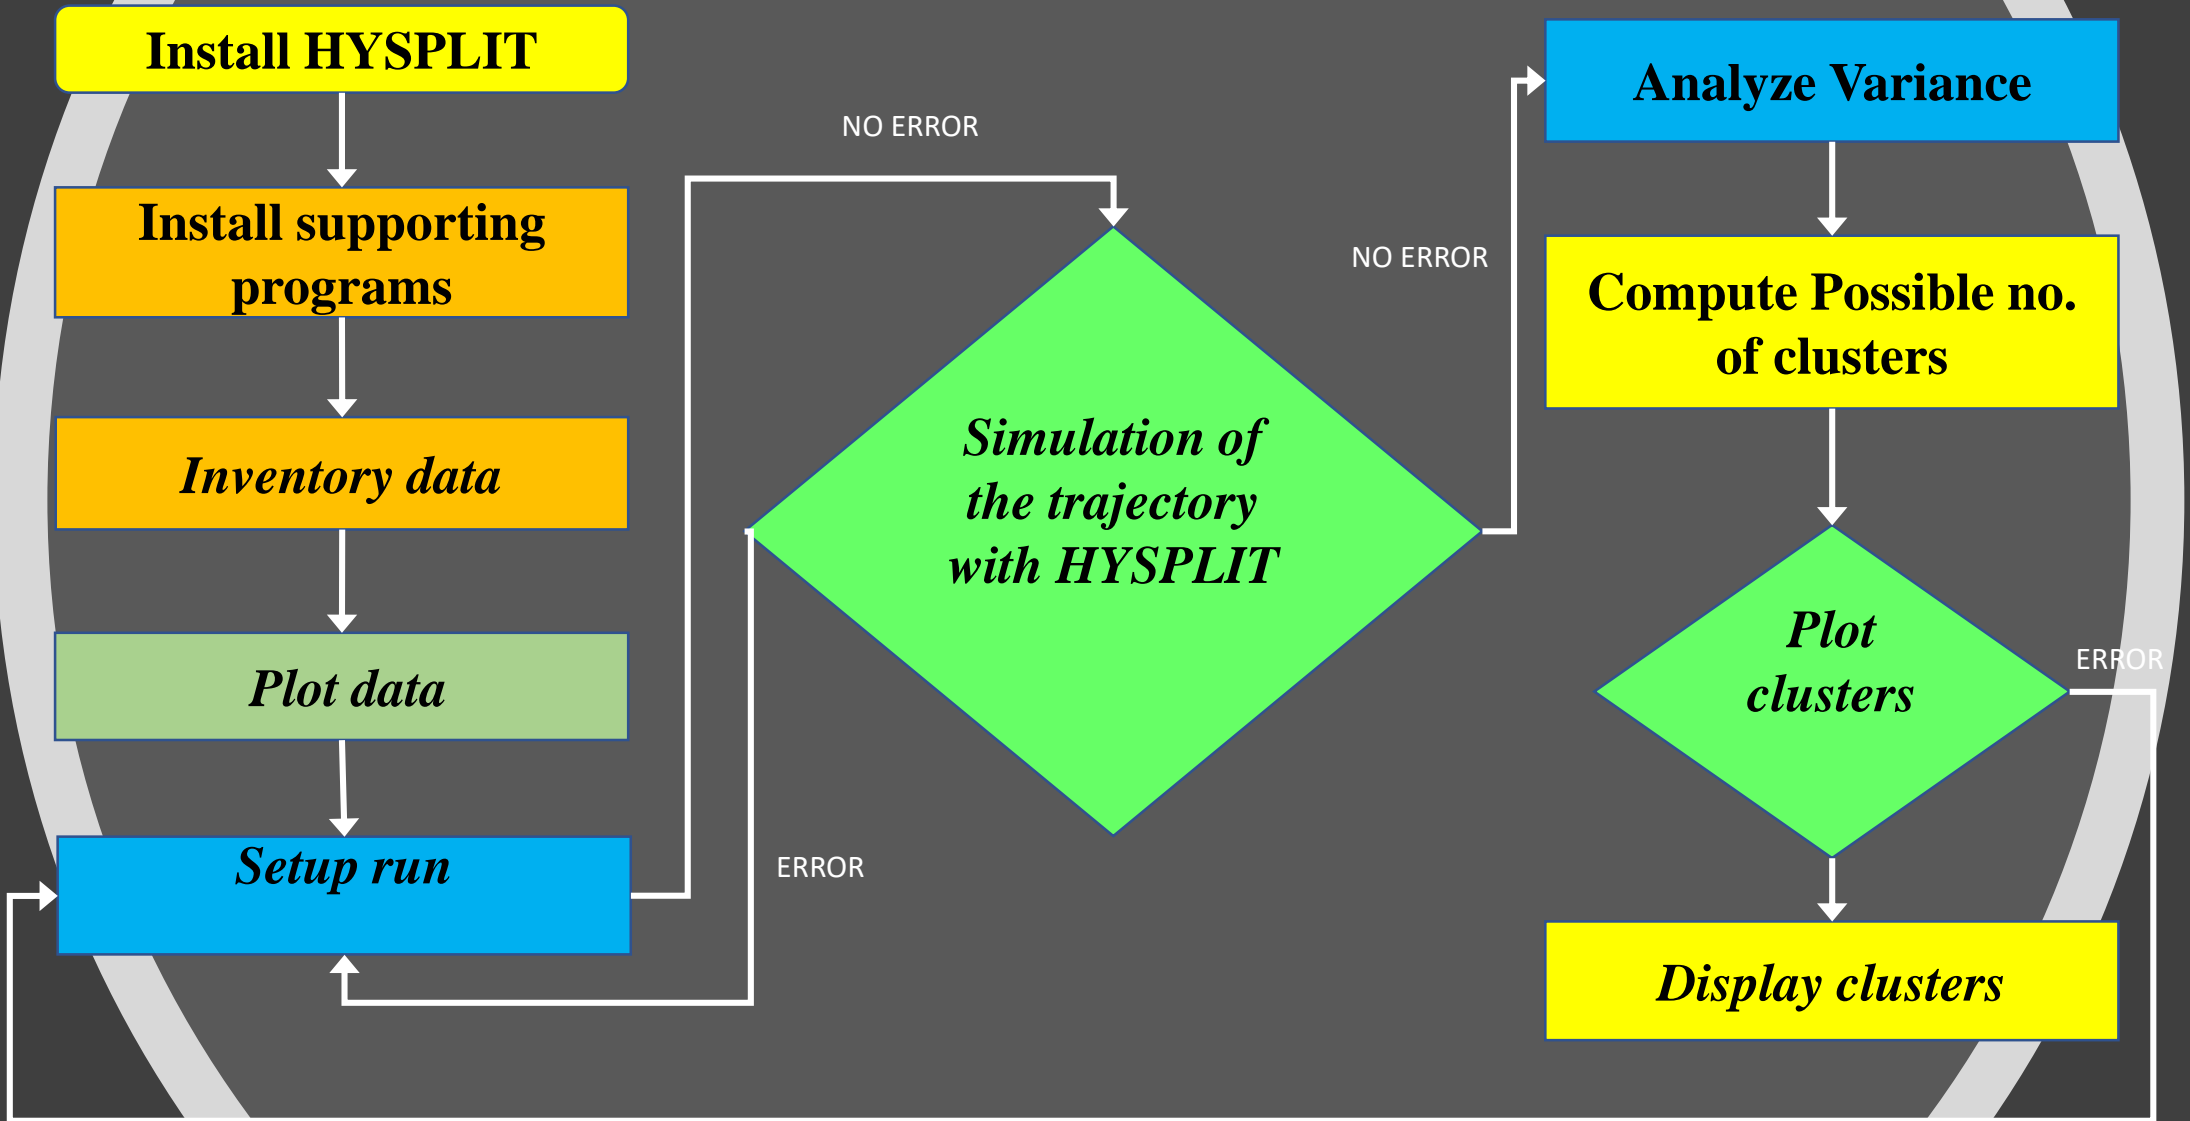 Install HYSPLIT
Install supporting
programs
Inventory data
Plot data
Setup run
NO ERROR
Simulation of
the trajectory
with HYSPLIT
ERROR
NO ERROR
Analyze Variance
Compute Possible no.
of clusters
Plot
clusters
ERROR
Display clusters